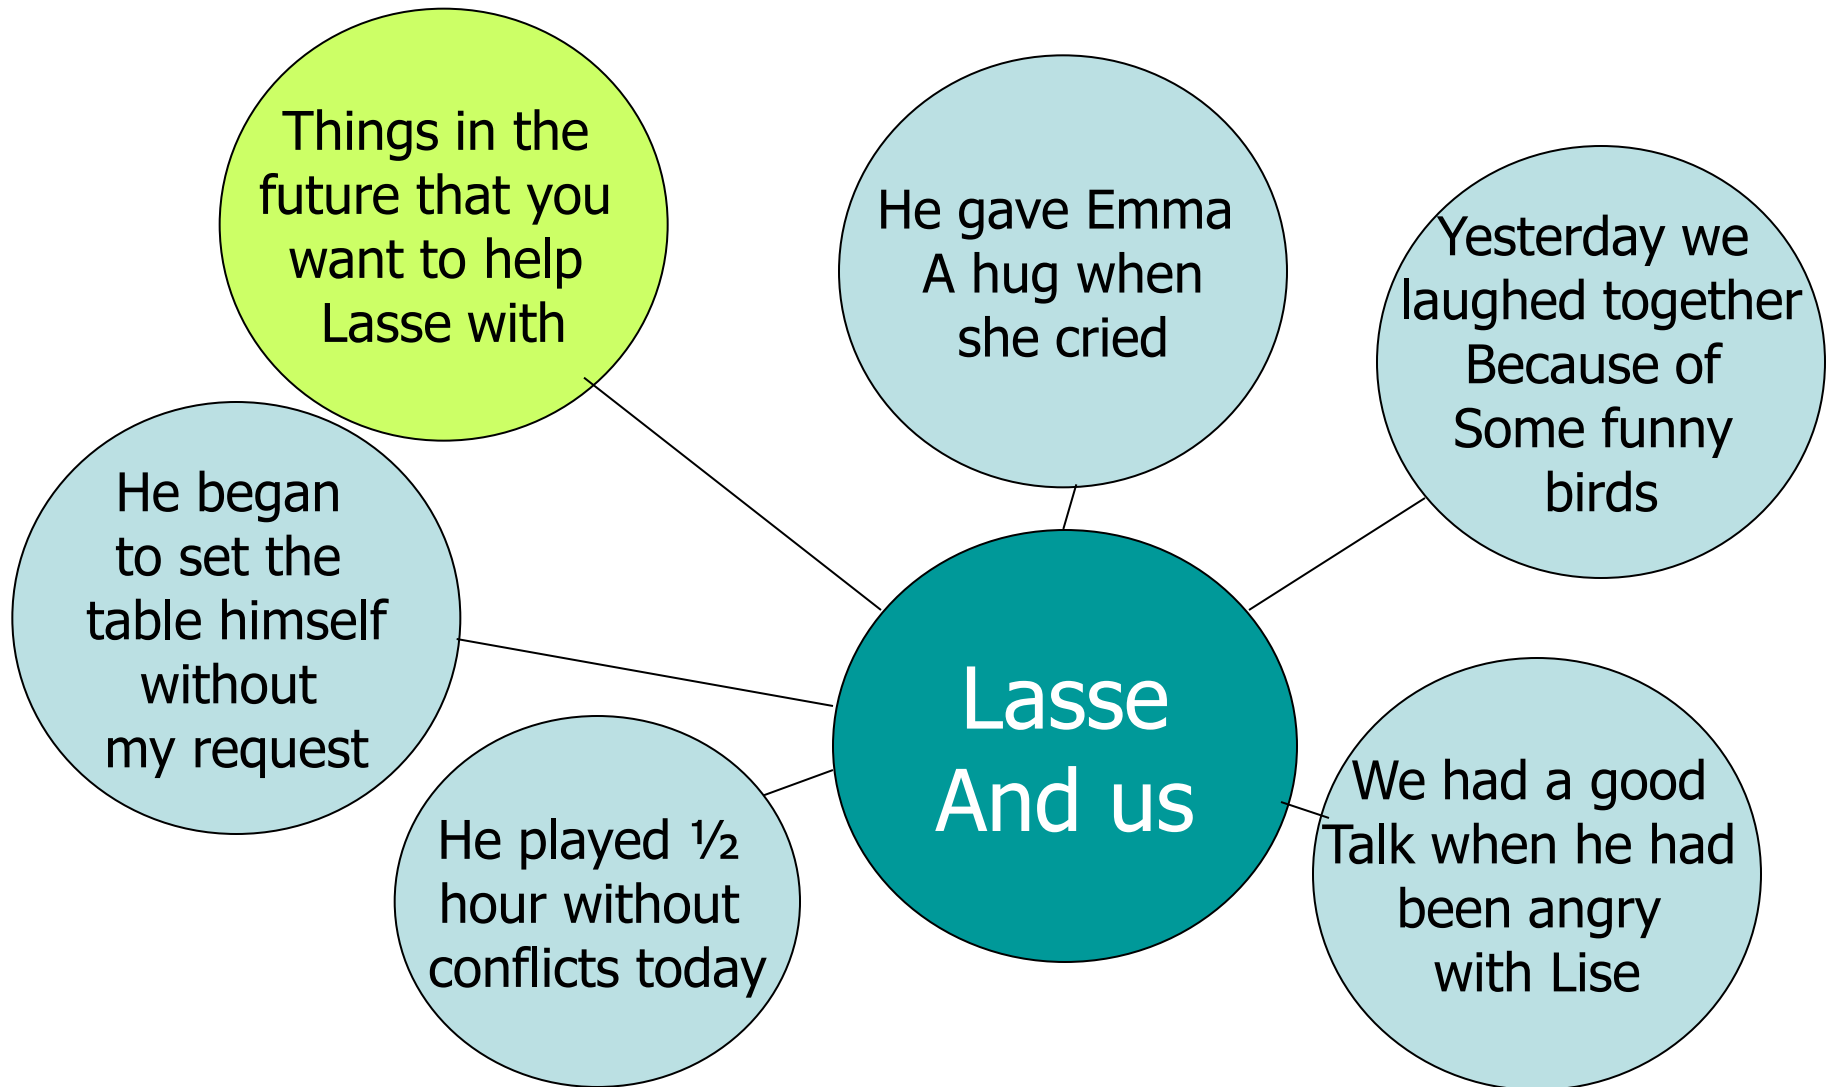 Things in the
future that you
want to help
Lasse with
He gave Emma
A hug when
she cried
Yesterday we
laughed together
Because of
Some funny
birds
He began
to set the
table himself
without
my request
Lasse
And us
He played ½
hour without
conflicts today
We had a good
Talk when he had
been angry
with Lise